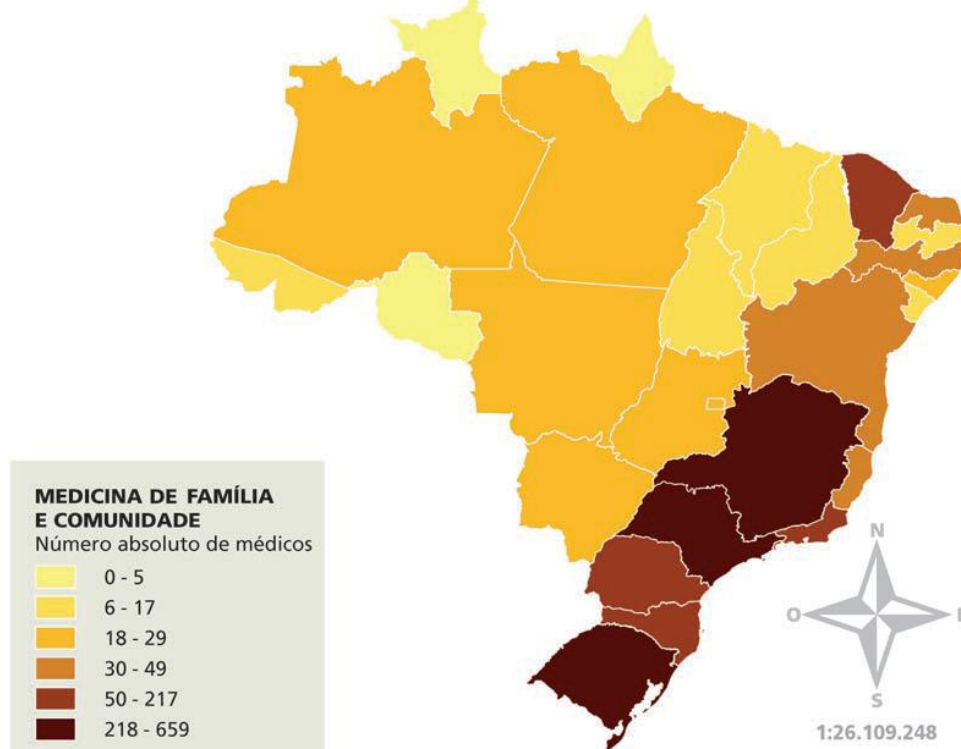 MEDICINA DE FAMÍLIA
E COMUNIDADE
Número absoluto de médicos
0 - 5
6 - 17
18 - 29
30 - 49
50 - 217
218 - 659
N
O
S
1:26.109.248